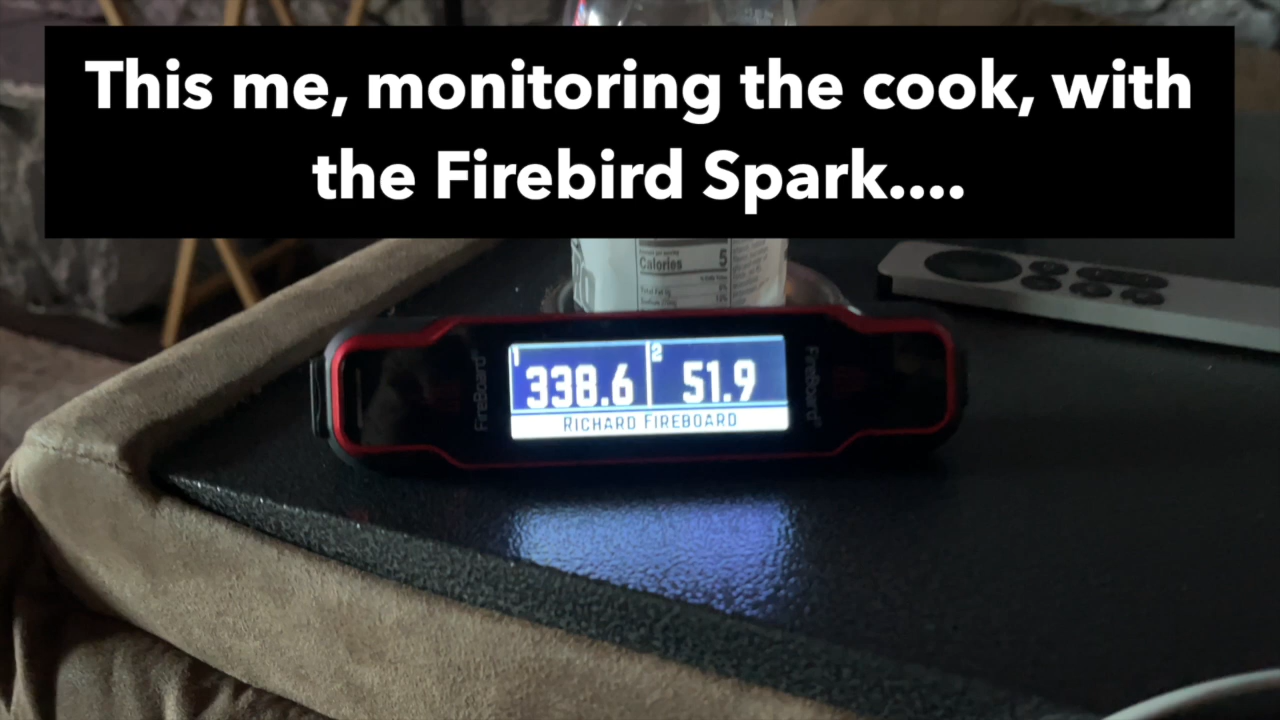 This me, monitoring the cook, with
the Firebird Spark....
Calories 5
FireBoard
1
338.6
2
51.9
RICHARD FIREBOARD
FireBoard